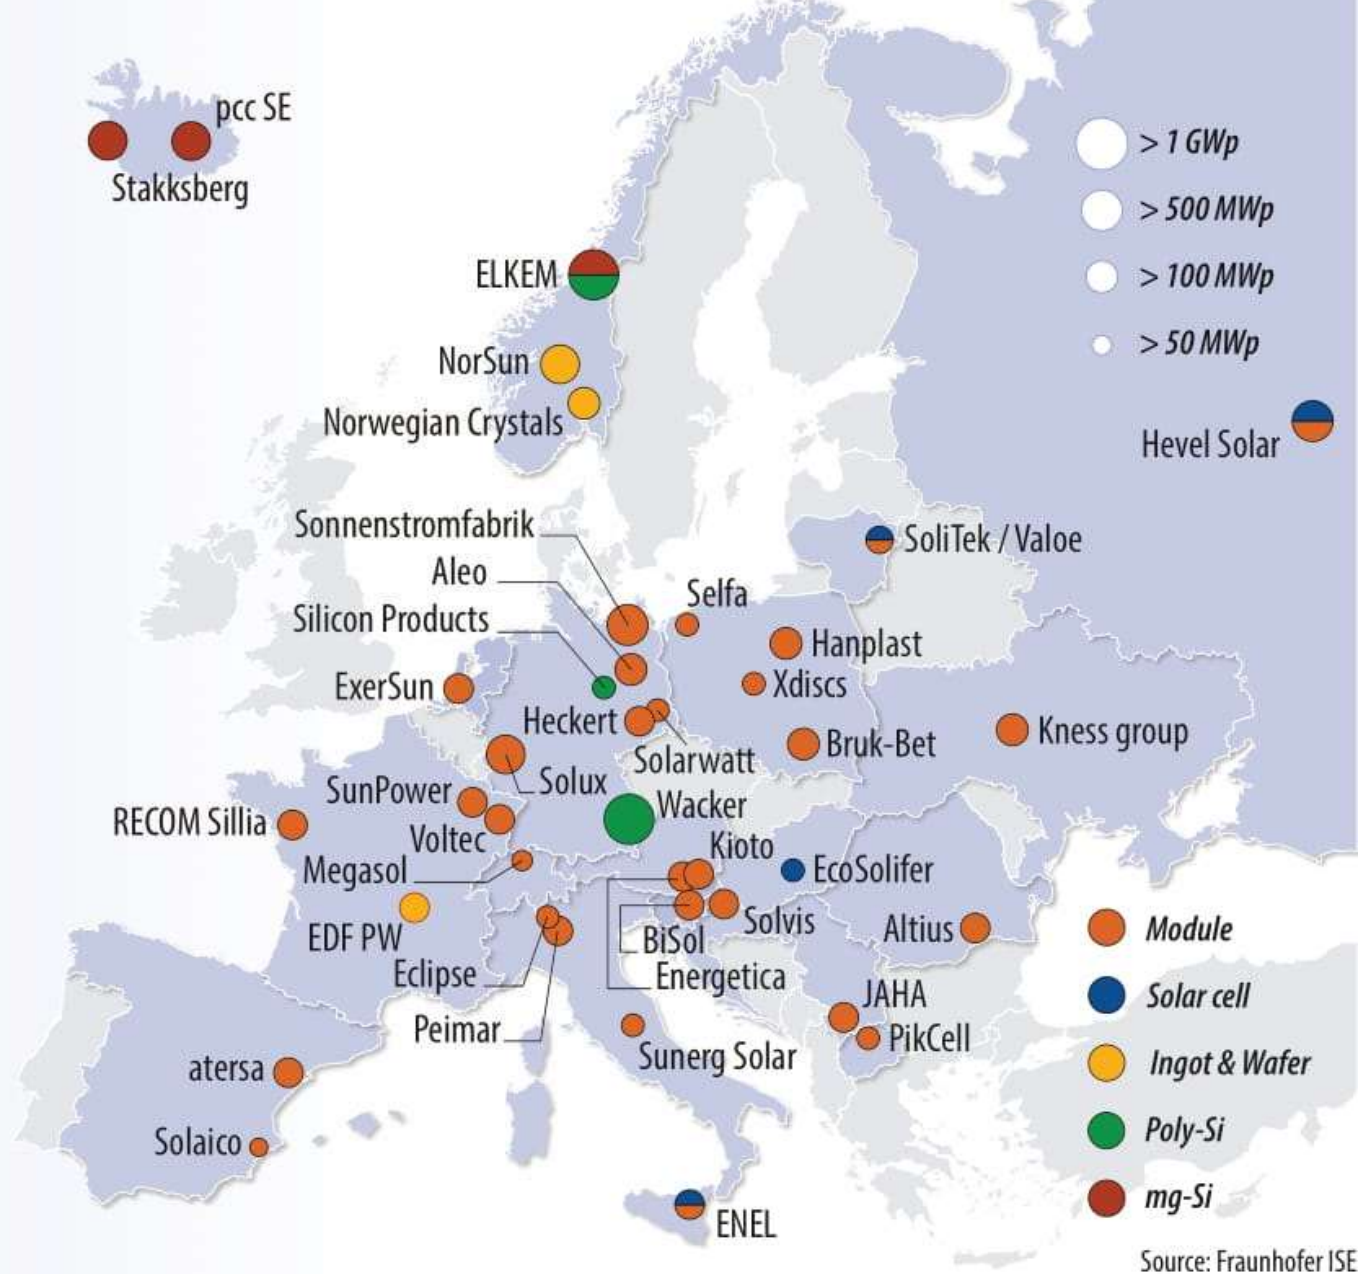 pcc SE
Stakksberg
> 1 GWp
> 500 MWp
> 100 MWp
> 50 MWp
ELKEM
NorSun
Norwegian Crystals
Hevel Solar
Sonnenstromfabrik
SoliTek / Valoe
Aleo
Selfa
Silicon Products
Hanplast
ExerSun
Xdiscs
Heckert
Kness group
Bruk-Bet
Solarwatt
Solux
SunPower
Wacker
RECOM Sillia
Voltec
Kioto
Megasol
EcoSolifer
Solvis
Altius
Module
EDF PW
BiSol
Eclipse
Energetica
JAHA
Solar cell
Peimar
PikCell
Sunerg Solar
Ingot & Wafer
atersa
Poly-Si
Solaico
mg-Si
ENEL
Source: Fraunhofer ISE